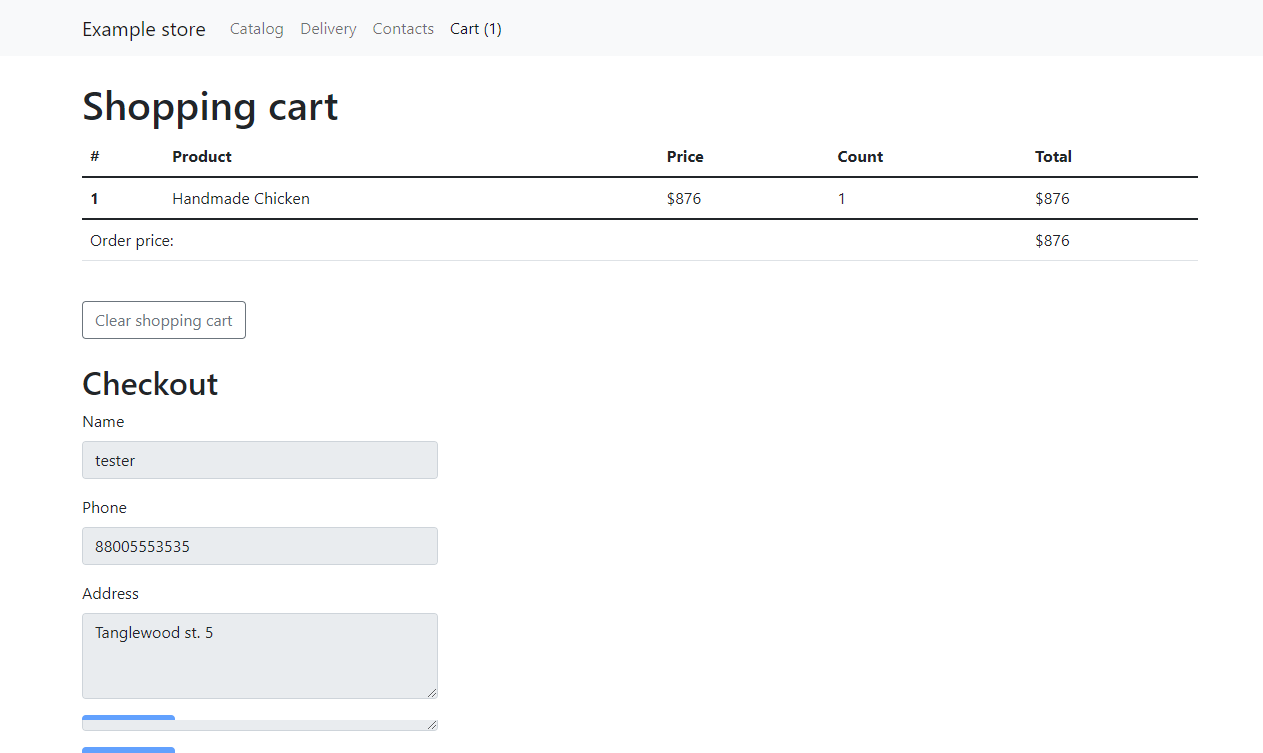 Example store Catalog Delivery Contacts Cart (1)
Shopping cart
# Product Price Count Total
1 Handmade Chicken $876 1 $876
Order price: $876
Clear shopping cart
Checkout
Name
tester
Phone
88005553535
Address
Tanglewood st. 5